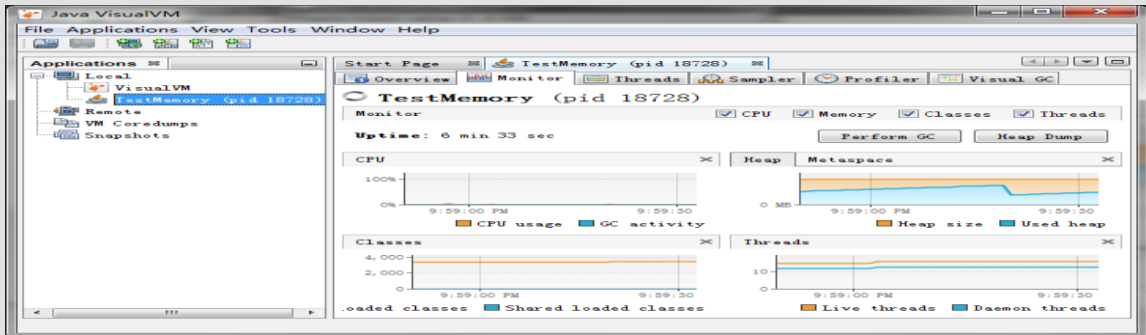 Java VisualVM
File Applications View Tools Window Help
Applications
Local
VisualVM
TestMemory (pid 18728)
Remote
VM Coredumps
Snapshots
Start Page TestMemory (pid 18728)
Overview Monitor Threads Sampler Profiler Visual GC
TestMemory (pid 18728)
Monitor CPU Memory Classes Threads
Uptime: 6 min 33 sec Perform GC Heap Dump
CPU
100%
0%
9:59:00 PM 9:59:30
CPU usage GC activity
Heap Metaspace
0 MB
9:59:00 PM 9:59:30
Heap size Used heap
Classes
4,000
2,000
0
9:59:00 PM 9:59:30
oaded classes Shared loaded classes
Threads
10
0
9:59:00 PM 9:59:30
Live threads Daemon threads